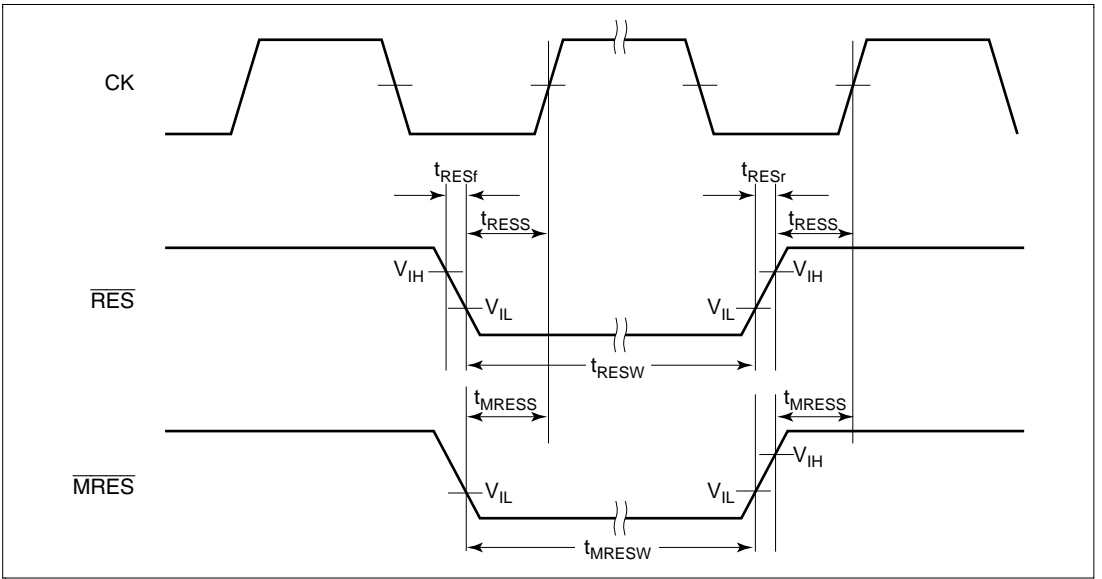 CK
tRESf
tRESr
tRESS
tRESS
VIH
VIH
RES
VIL
VIL
tRESW
tMRESS
tMRESS
VIH
MRES
VIL
VIL
tMRESW